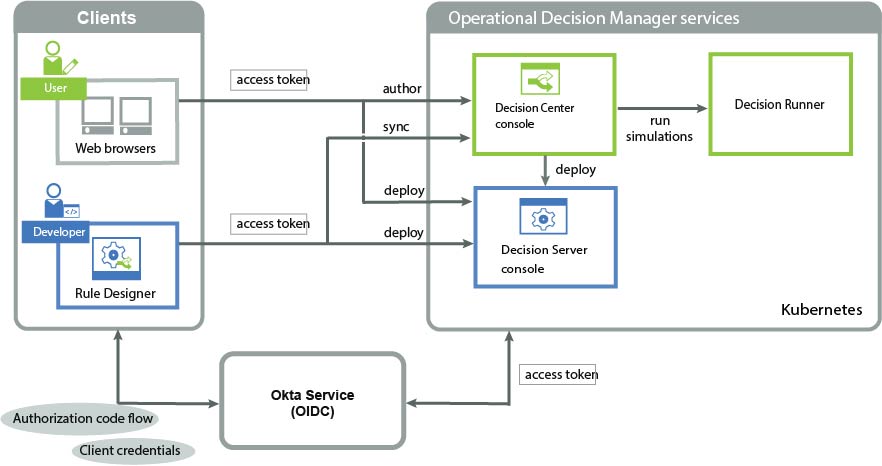 Clients
Operational Decision Manager services
User
Web browsers
access token
author
sync
deploy
Decision Center
console
run
simulations
Decision Runner
deploy
Developer
</>
Rule Designer
access token
deploy
Decision Server
console
Kubernetes
Okta Service
(OIDC)
access token
Authorization code flow
Client credentials